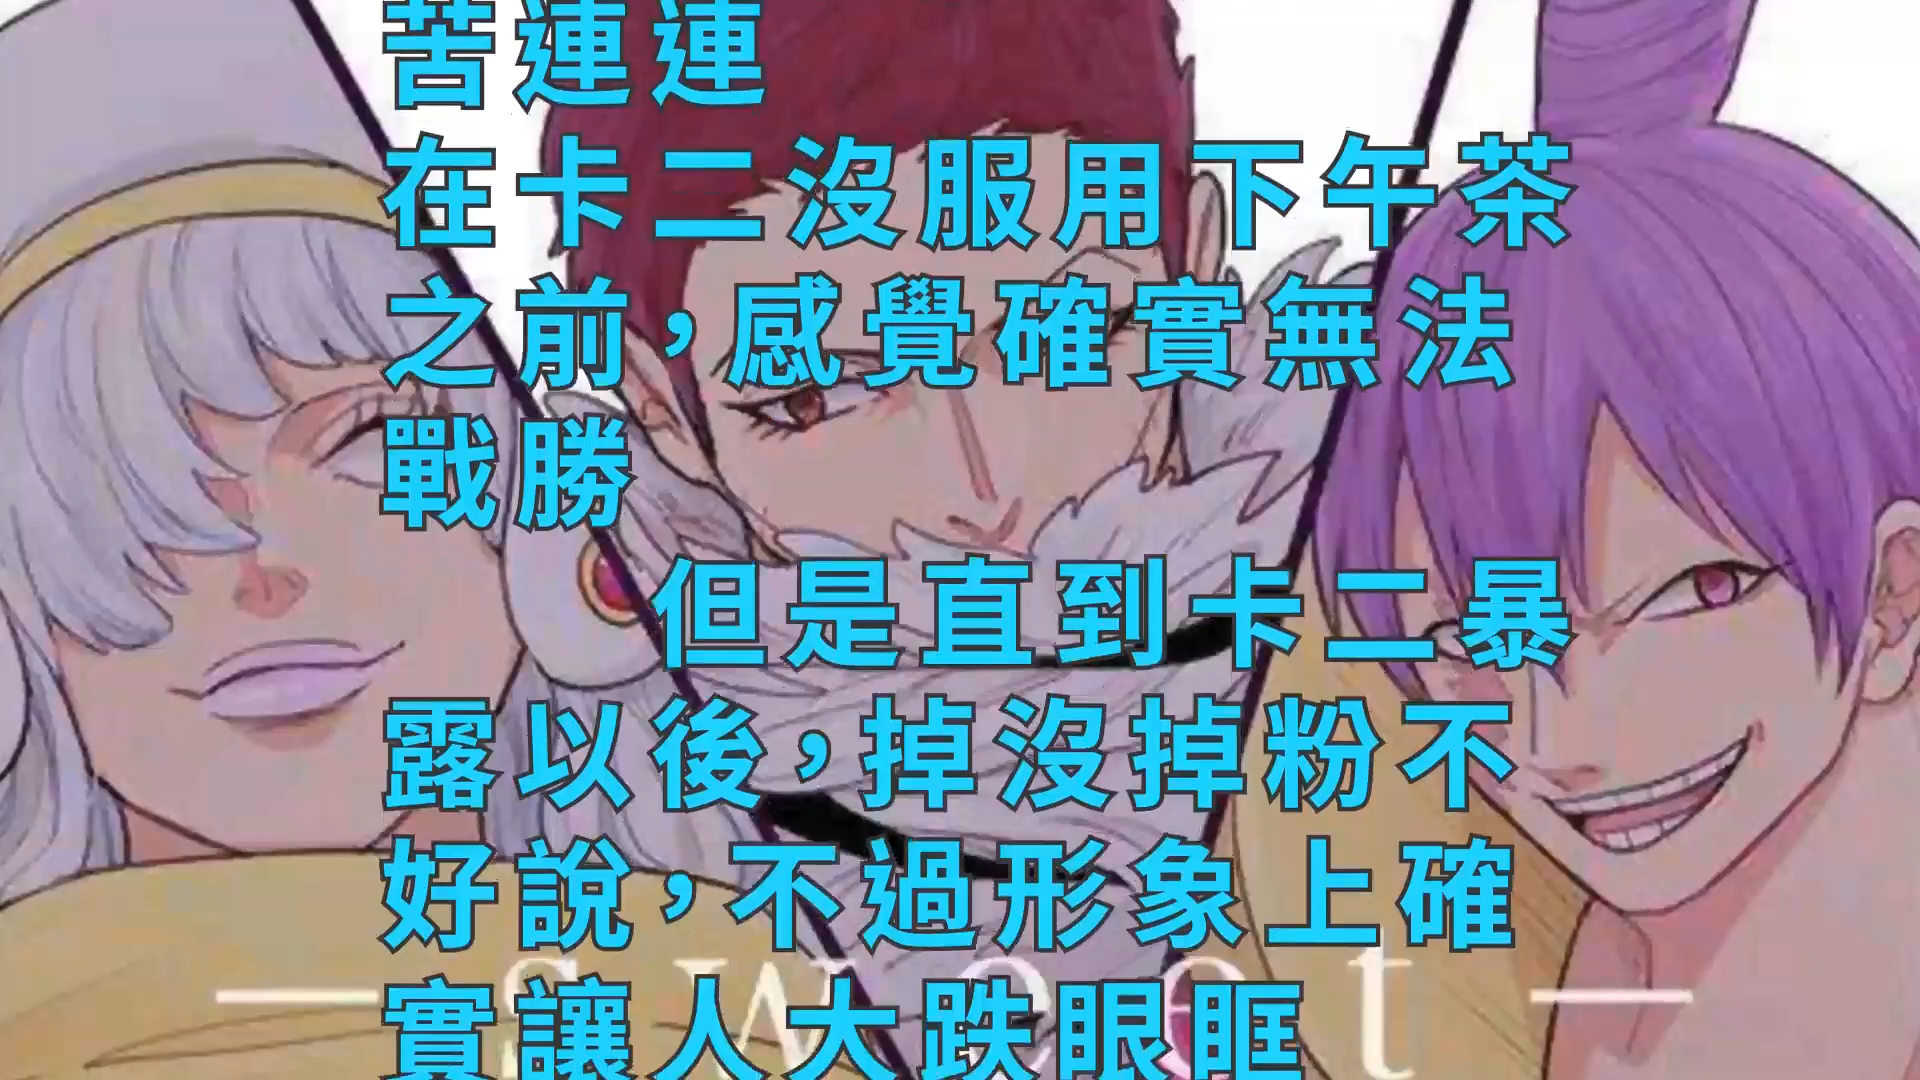 苦連連
在卡二沒服用下午茶
之前，感覺確實無法
戰勝
但是直到卡二暴
露以後，掉沒掉粉不
好說，不過形象上確
實讓人大跌眼眶
— sweet —